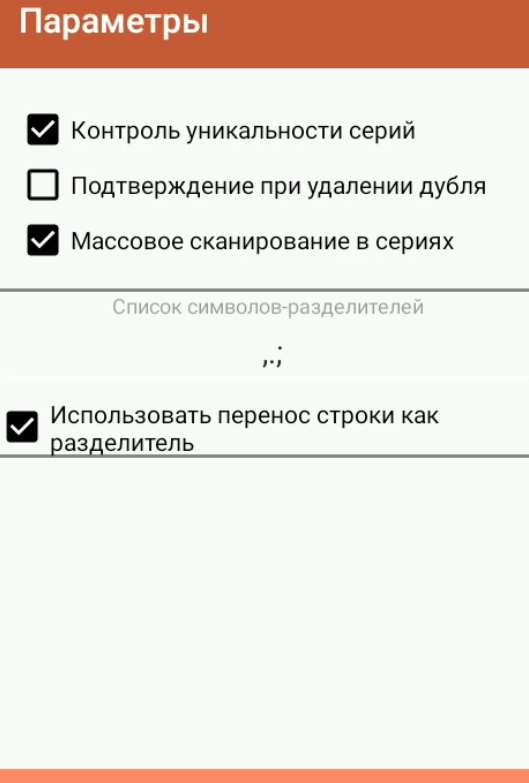 Параметры
Контроль уникальности серий
Подтверждение при удалении дубля
Массовое сканирование в сериях
Список символов-разделителей
,.;
Использовать перенос строки как
разделитель